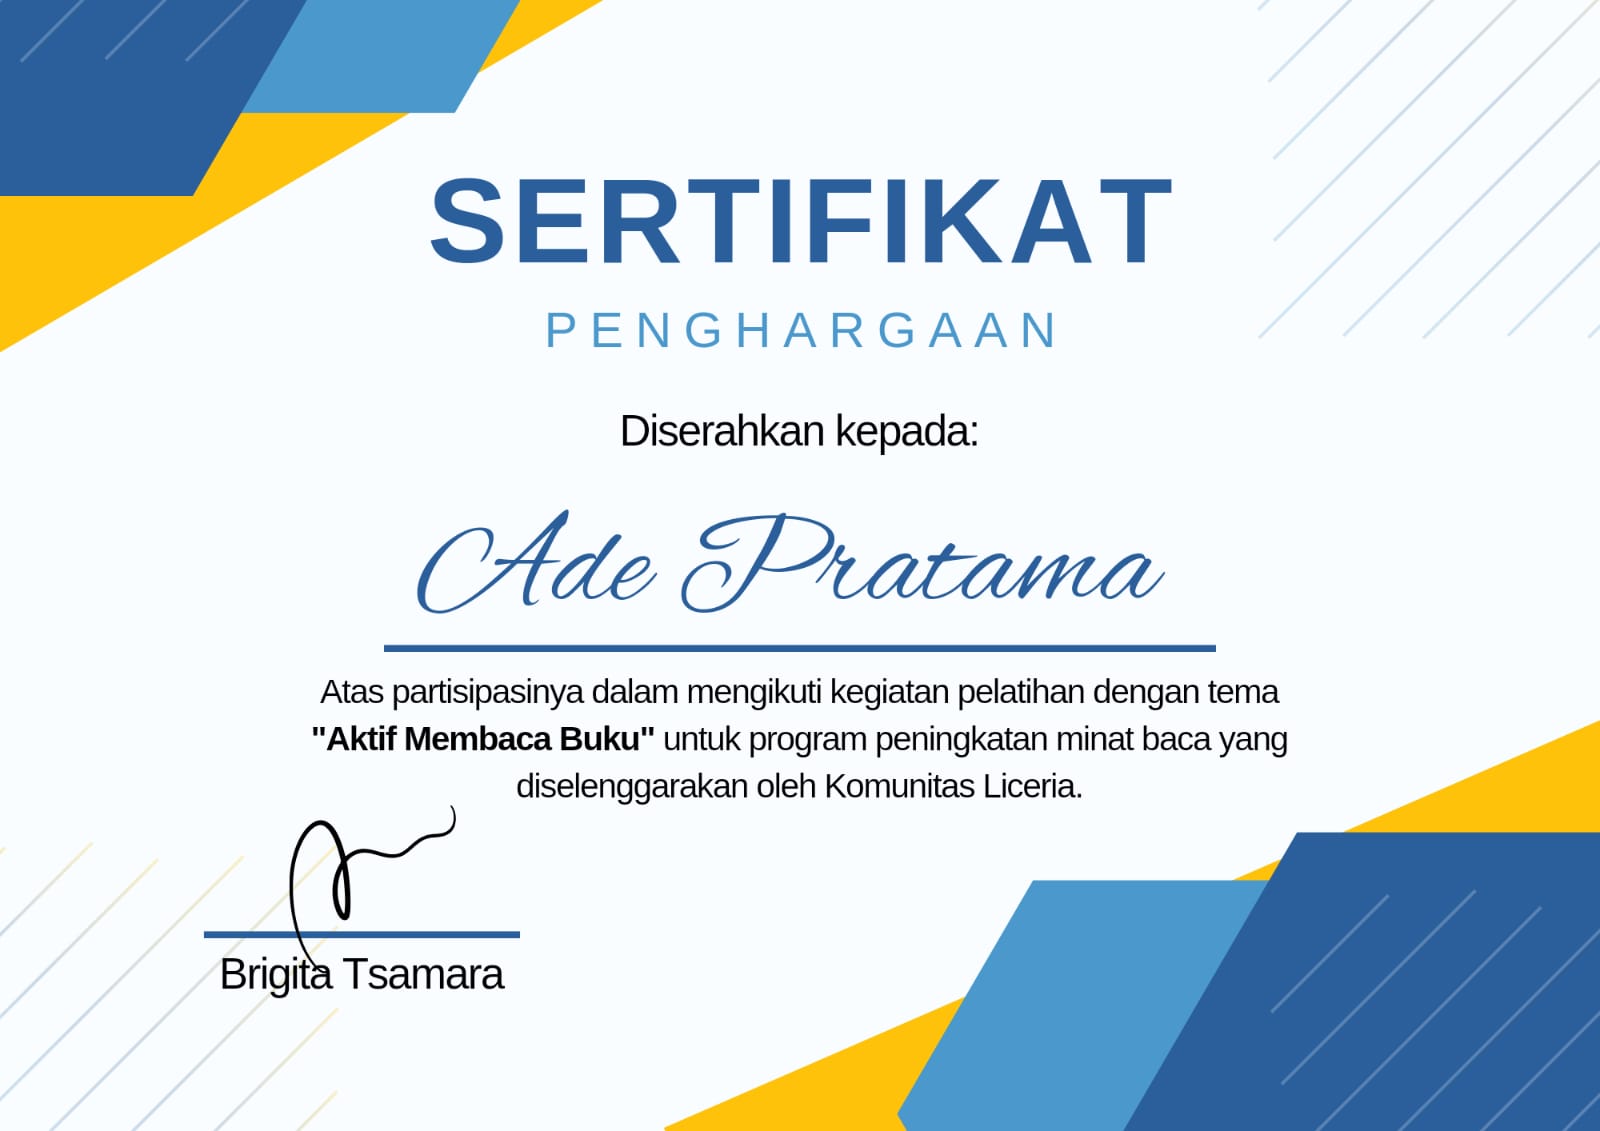 SERTIFIKAT
PENGHARGAAN
Diserahkan kepada:
Ade Pratama
Atas partisipasinya dalam mengikuti kegiatan pelatihan dengan tema
"Aktif Membaca Buku" untuk program peningkatan minat baca yang
diselenggarakan oleh Komunitas Liceria.
Brigita Tsamara